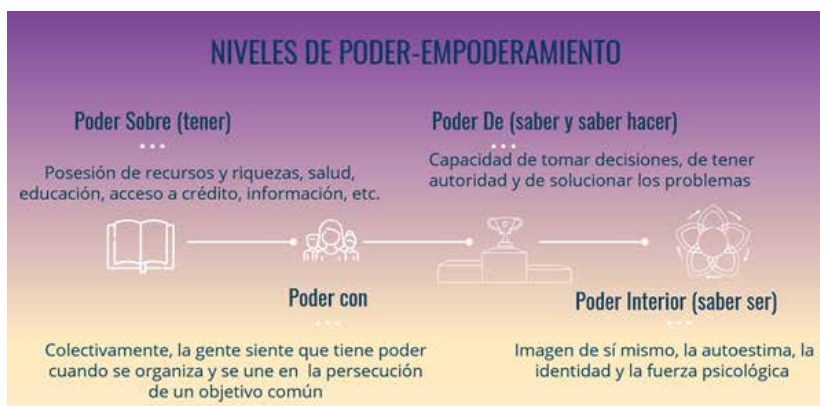 NIVELES DE PODER-EMPODERAMIENTO
Poder Sobre (tener)
Posesión de recursos y riquezas, salud,
educación, acceso a crédito, información, etc.
Poder con
Colectivamente, la gente siente que tiene poder
cuando se organiza y se une en la persecución
de un objetivo común
Poder De (saber y saber hacer)
Capacidad de tomar decisiones, de tener
autoridad y de solucionar los problemas
Poder Interior (saber ser)
Imagen de sí mismo, la autoestima, la
identidad y la fuerza psicológica